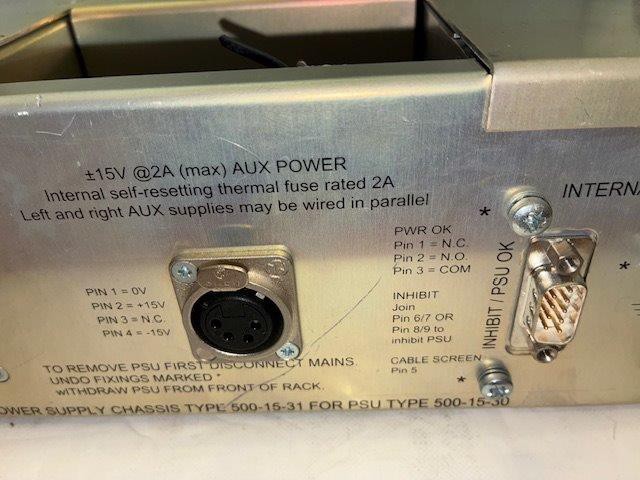 ±15V @2A (max) AUX POWER
Internal self-resetting thermal fuse rated 2A
Left and right AUX supplies may be wired in parallel
PIN 1 = 0V
PIN 2 = +15V
PIN 3 = N.C.
PIN 4 = -15V
PWR OK
Pin 1 = N.C.
Pin 2 = N.O.
Pin 3 = COM
INHIBIT
Join
Pin 6/7 OR
Pin 8/9 to
inhibit PSU
CABLE SCREEN
Pin 5
*
*
INHIBIT / PSU OK
*
TO REMOVE PSU FIRST DISCONNECT MAINS.
UNDO FIXINGS MARKED *
WITHDRAW PSU FROM FRONT OF RACK.
SUPPLY CHASSIS TYPE 500-15-31 FOR PSU TYPE 500-15-30